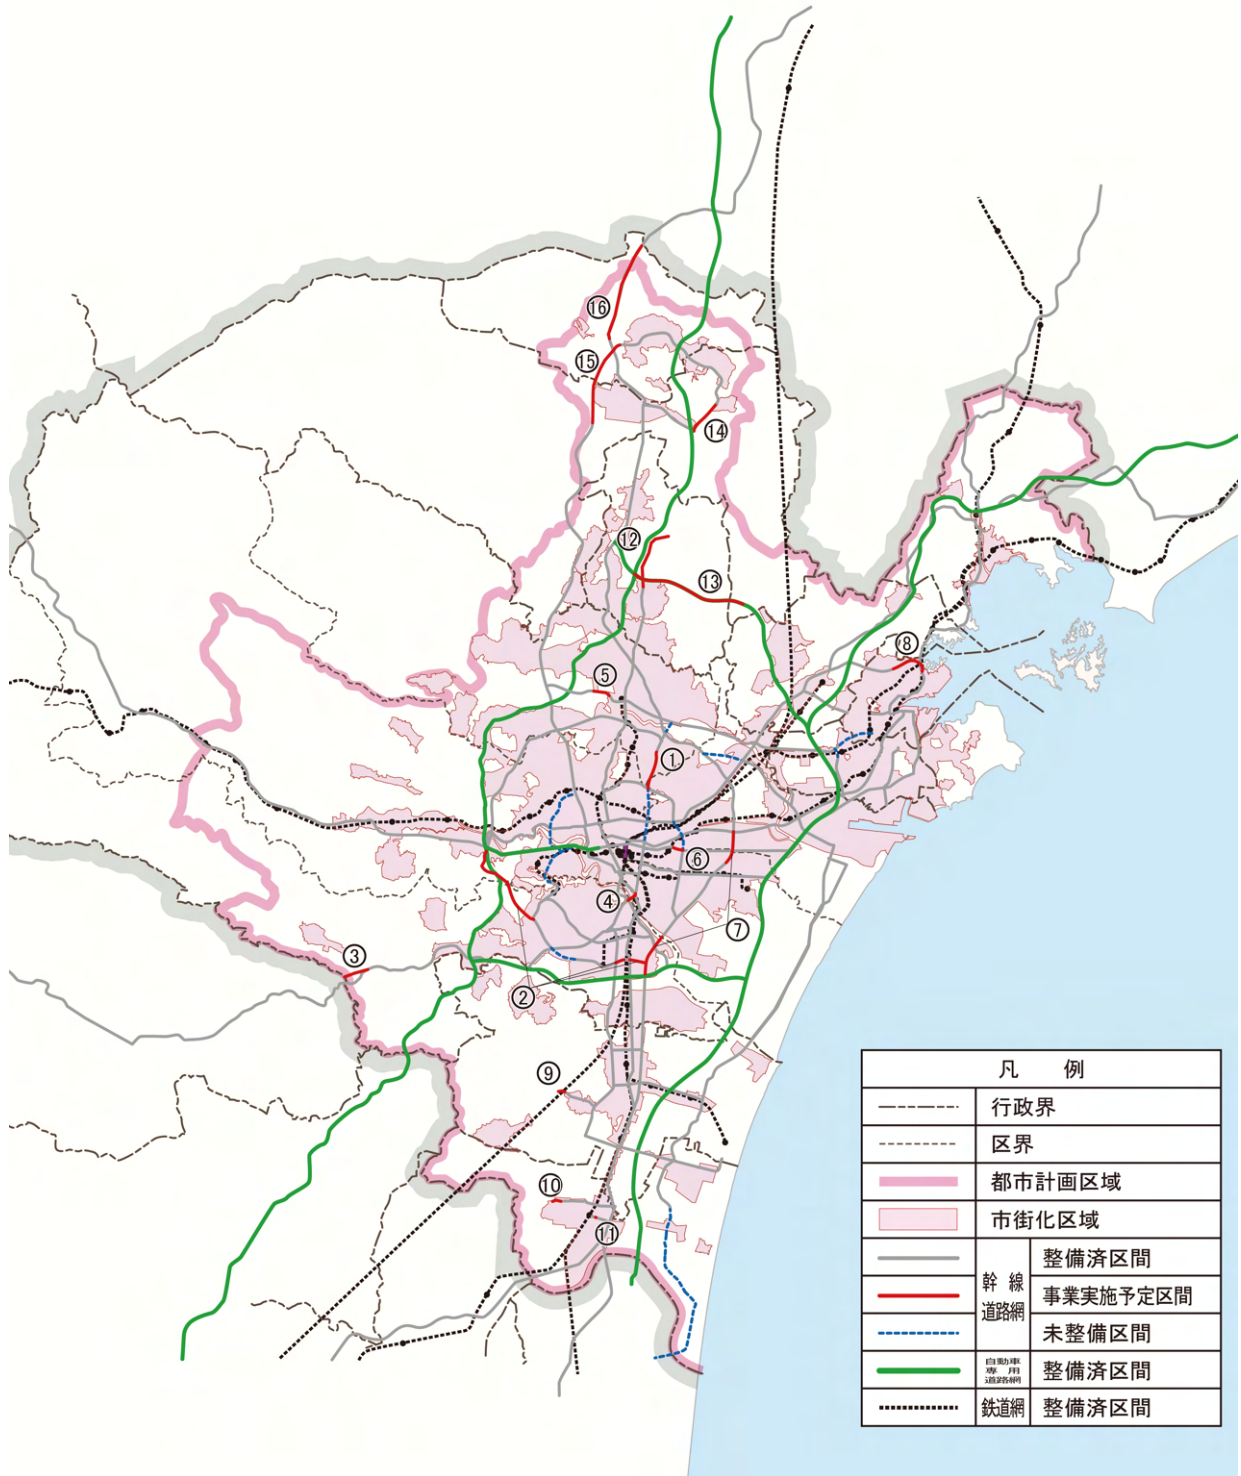 ⑯
⑮
⑭
⑫
⑬
⑧
⑤
①
⑥
④
⑦
③
②
⑨
⑩
⑪
凡 例
行政界
区界
都市計画区域
市街化区域
幹線道路網
整備済区間
事業実施予定区間
未整備区間
自動車専用道路網
整備済区間
鉄道網
整備済区間